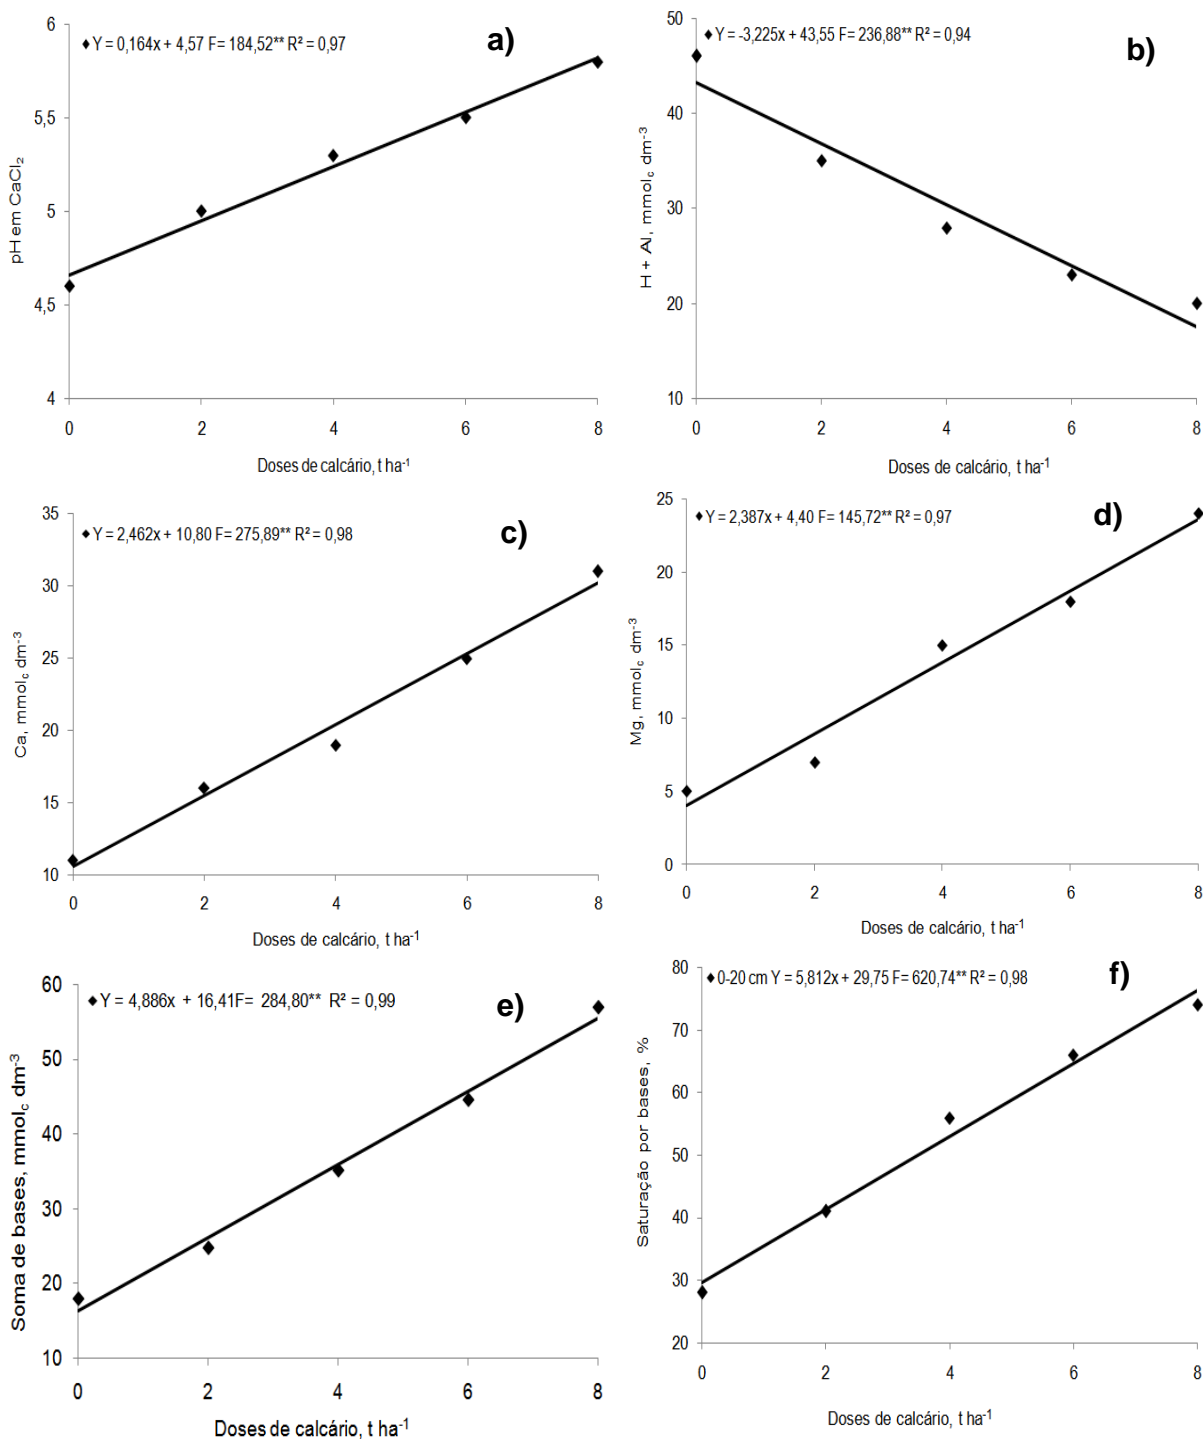 Y = 0,164x + 4,57 F= 184,52** R² = 0,97
a)
6
5,5
5
4,5
4
pH em CaCl₂
0 2 4 6 8
Doses de calcário, t ha⁻¹
Y = -3,225x + 43,55 F= 236,88** R² = 0,94
b)
50
40
30
20
10
H + Al, mmol꜀ dm⁻³
0 2 4 6 8
Doses de calcário, t ha⁻¹
Y = 2,462x + 10,80 F= 275,89** R² = 0,98
c)
35
30
25
20
15
10
Ca, mmol꜀ dm⁻³
0 2 4 6 8
Doses de calcário, t ha⁻¹
Y = 2,387x + 4,40 F= 145,72** R² = 0,97
d)
25
20
15
10
5
0
Mg, mmol꜀ dm⁻³
0 2 4 6 8
Doses de calcário, t ha⁻¹
Y = 4,886x + 16,41F= 284,80** R² = 0,99
e)
60
50
40
30
20
10
Soma de bases, mmol꜀ dm⁻³
0 2 4 6 8
Doses de calcário, t ha⁻¹
0-20 cm Y = 5,812x + 29,75 F= 620,74** R² = 0,98
f)
80
70
60
50
40
30
20
Saturação por bases, %
0 2 4 6 8
Doses de calcário, t ha⁻¹